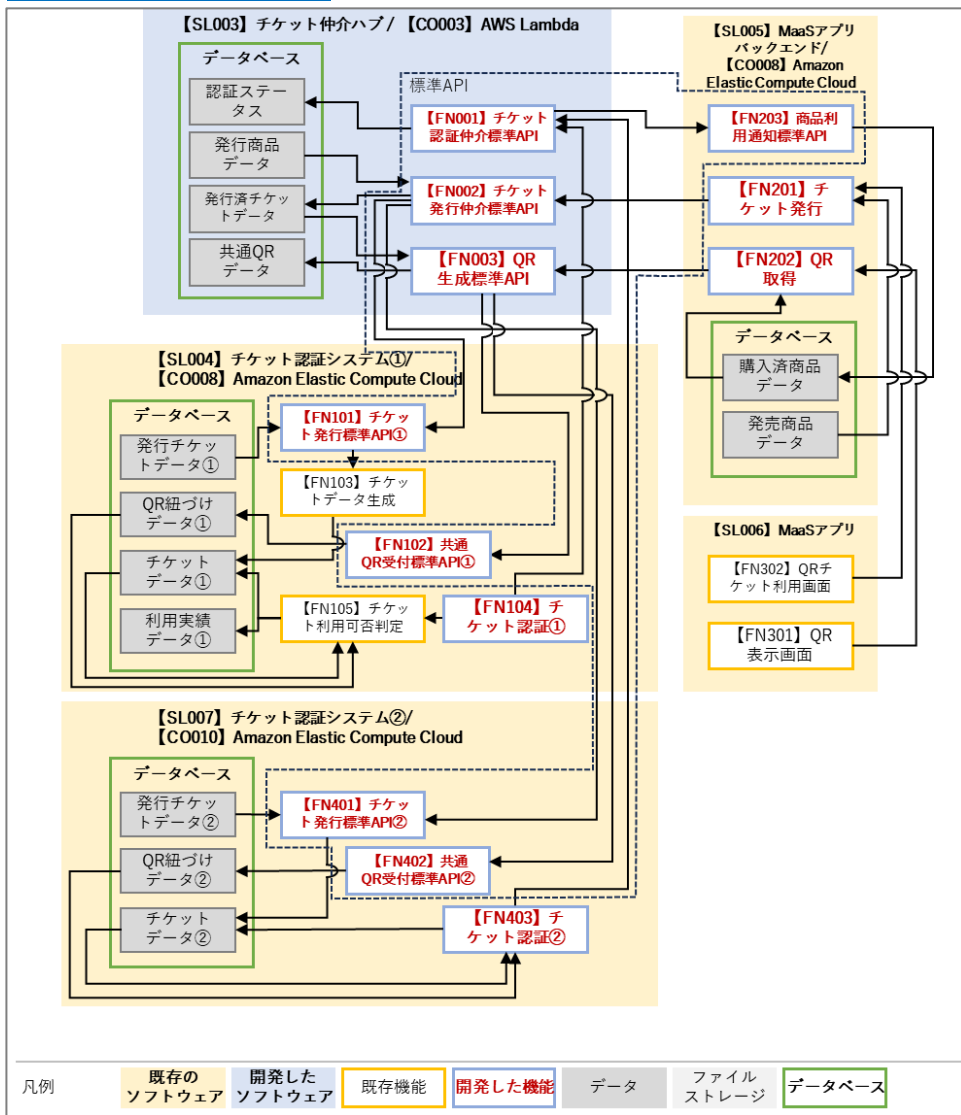 【SL003】チケット仲介ハブ / 【CO003】AWS Lambda
データベース
認証ステー
タス
発行商品
データ
発行済チケッ
トデータ
共通QR
データ
標準API
【FN001】チケット
認証仲介標準API
【FN002】チケット
発行仲介標準API
【FN003】QR
生成標準API
【SL005】MaaSアプリ
バックエンド/
【CO008】Amazon
Elastic Compute Cloud
【FN203】商品利
用通知標準API
【FN201】チ
ケット発行
【FN202】QR
取得
データベース
購入済商品
データ
発売商品
データ
【SL004】チケット認証システム①/
【CO008】Amazon Elastic Compute Cloud
データベース
発行チケッ
トデータ①
QR紐づけ
データ①
チケット
データ①
利用実績
データ①
【FN101】チケッ
ト発行標準API①
【FN103】チケッ
トデータ生成
【FN102】共通
QR受付標準API①
【FN105】チケッ
ト利用可否判定
【FN104】チ
ケット認証①
【SL006】MaaSアプリ
【FN302】QRチ
ケット利用画面
【FN301】QR
表示画面
【SL007】チケット認証システム②/
【CO010】Amazon Elastic Compute Cloud
データベース
発行チケッ
トデータ②
QR紐づけ
データ②
チケット
データ②
【FN401】チケッ
ト発行標準API②
【FN402】共通
QR受付標準API②
【FN403】チ
ケット認証②
凡例
既存の
ソフトウェア
開発した
ソフトウェア
既存機能
開発した機能
データ
ファイル
ストレージ
データベース